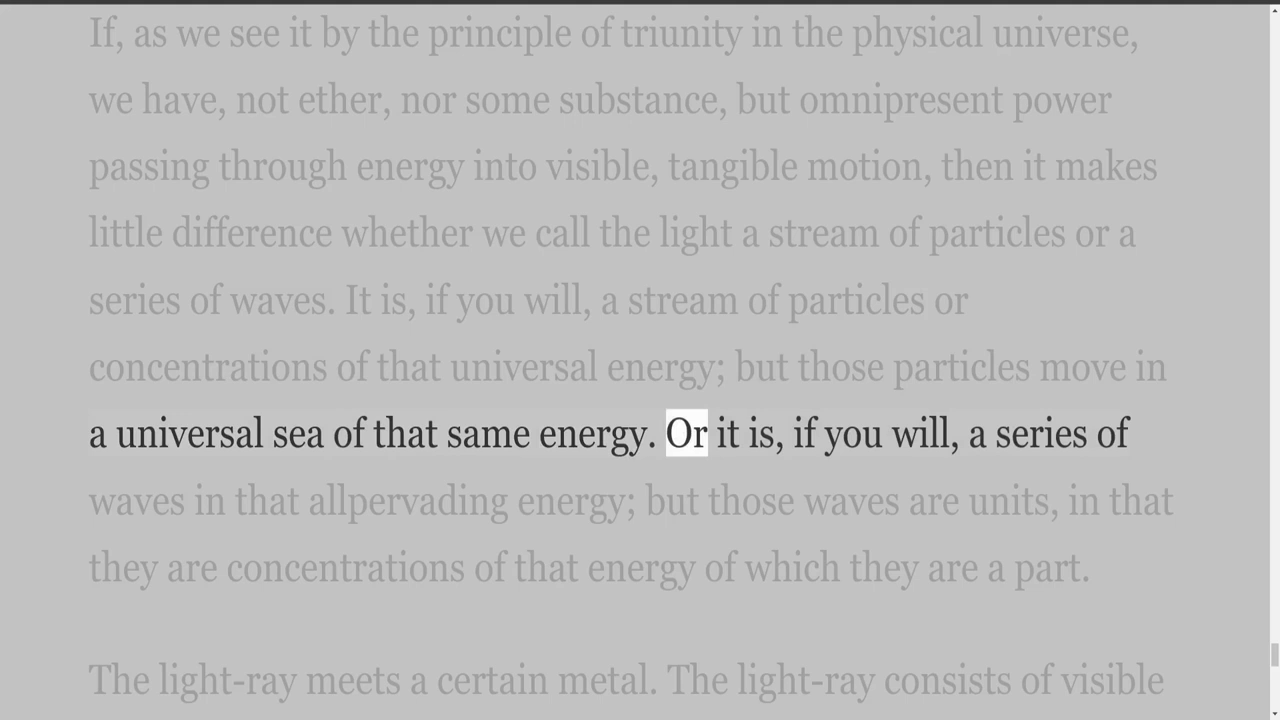 If, as we see it by the principle of triunity in the physical universe,
we have, not ether, nor some substance, but omnipresent power
passing through energy into visible, tangible motion, then it makes
little difference whether we call the light a stream of particles or a
series of waves. It is, if you will, a stream of particles or
concentrations of that universal energy; but those particles move in
a universal sea of that same energy. Or it is, if you will, a series of
waves in that allpervading energy; but those waves are units, in that
they are concentrations of that energy of which they are a part.
The light-ray meets a certain metal. The light-ray consists of visible